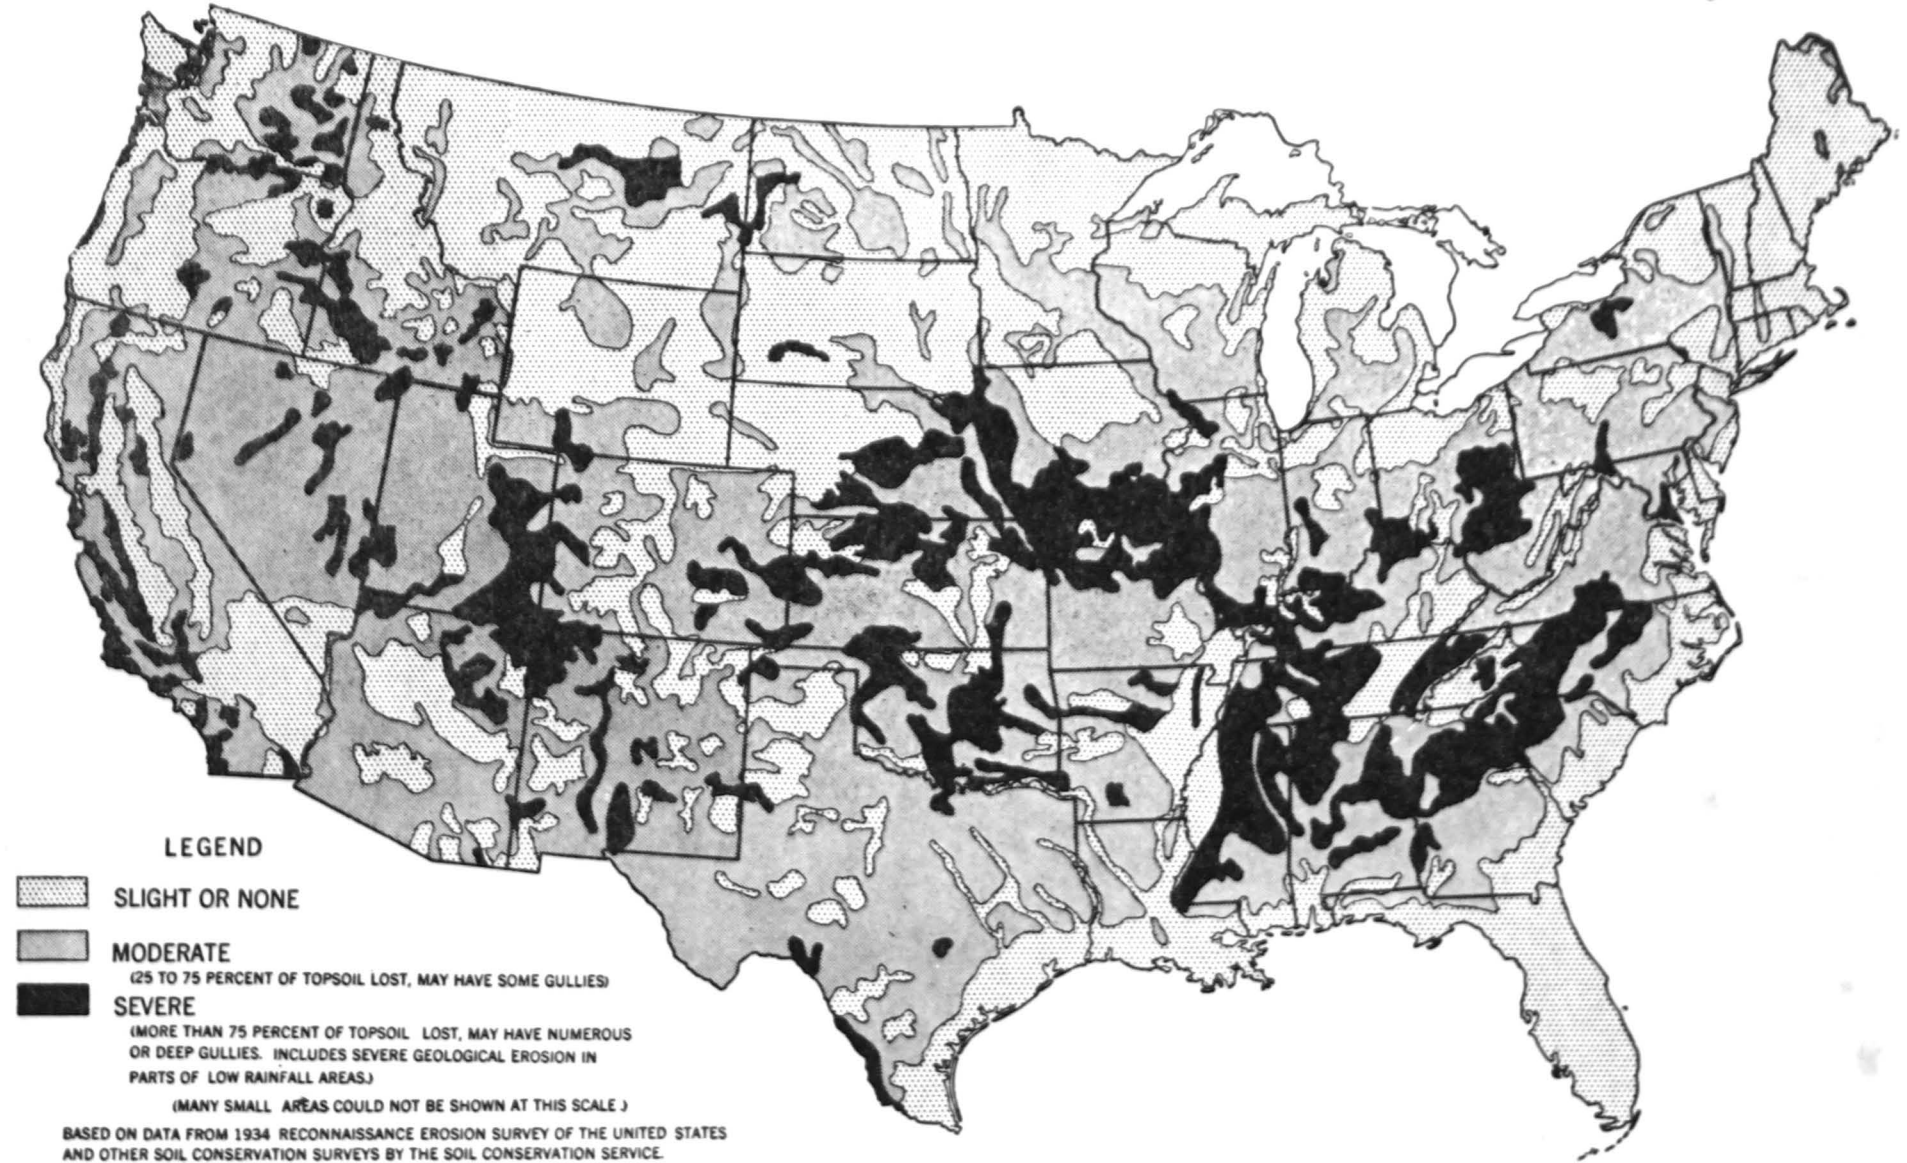 LEGEND
SLIGHT OR NONE
MODERATE
(25 TO 75 PERCENT OF TOPSOIL LOST, MAY HAVE SOME GULLIES)
SEVERE
(MORE THAN 75 PERCENT OF TOPSOIL LOST, MAY HAVE NUMEROUS
OR DEEP GULLIES. INCLUDES SEVERE GEOLOGICAL EROSION IN
PARTS OF LOW RAINFALL AREAS.)
(MANY SMALL AREAS COULD NOT BE SHOWN AT THIS SCALE.)
BASED ON DATA FROM 1934 RECONNAISSANCE EROSION SURVEY OF THE UNITED STATES
AND OTHER SOIL CONSERVATION SURVEYS BY THE SOIL CONSERVATION SERVICE.